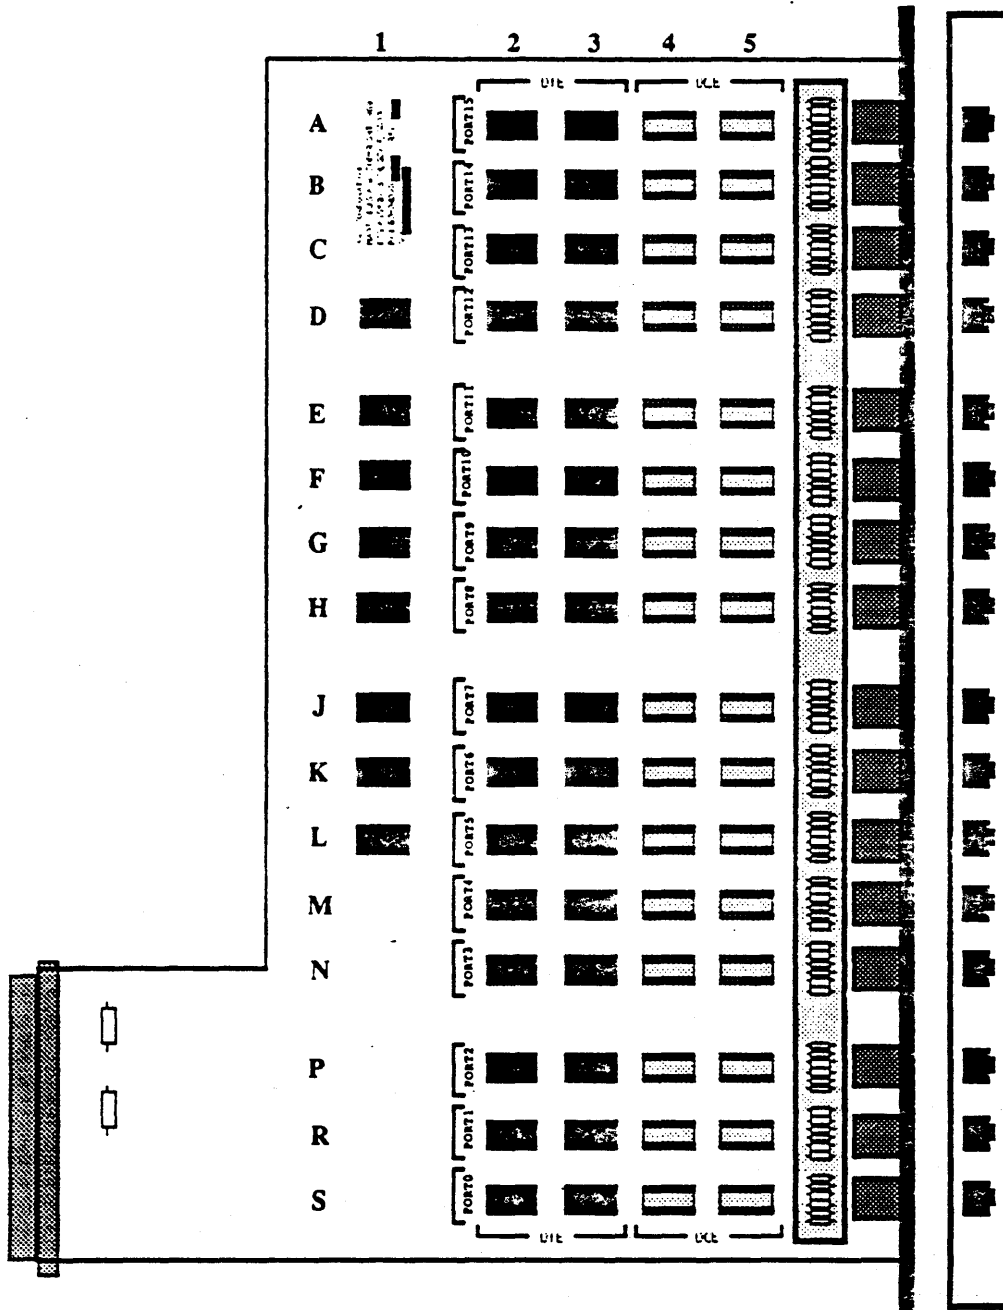 1 2 3 4 5
DTE DCE
A PORT15
B PORT14
C PORT13
D PORT12
E PORT11
F PORT10
G PORT9
H PORT8
J PORT7
K PORT6
L PORT5
M PORT4
N PORT3
P PORT2
R PORT1
S PORT0
DTE DCE